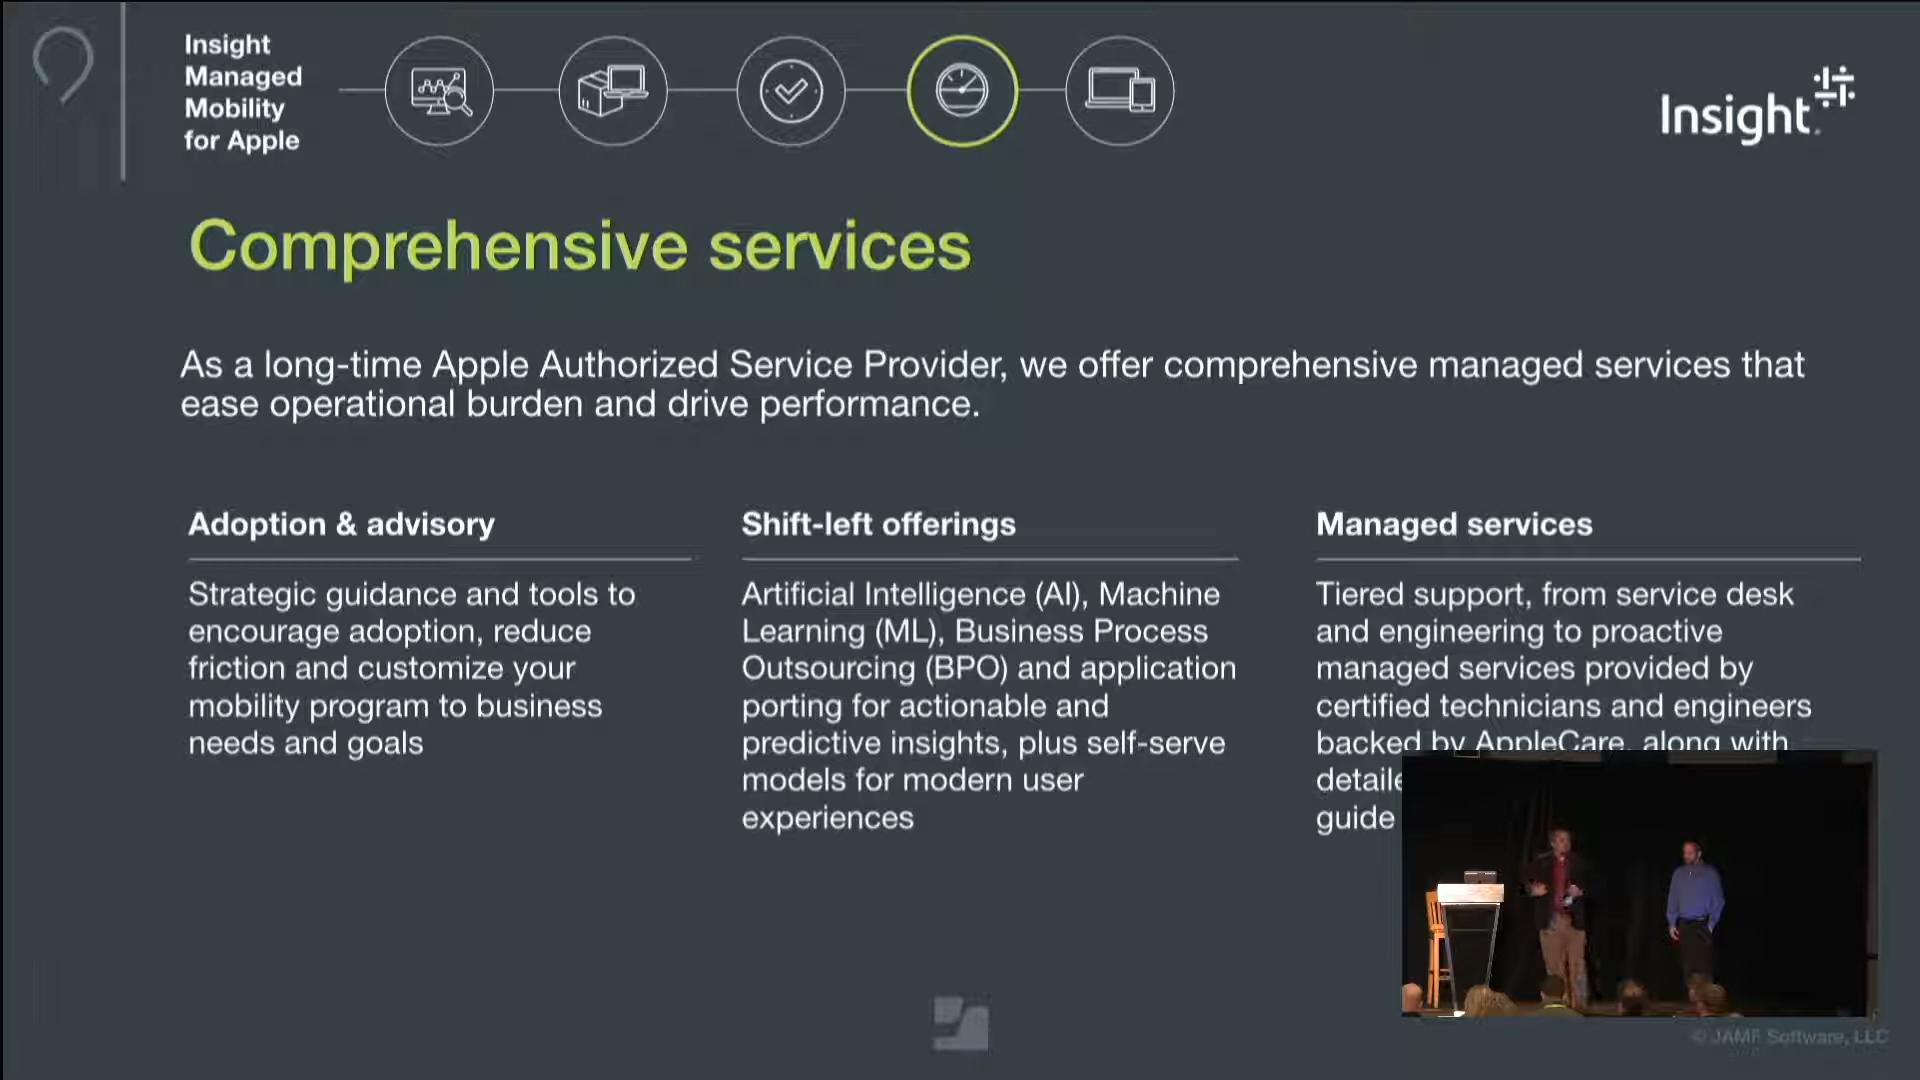 Insight
Managed
Mobility
for Apple
Insight
Comprehensive services
As a long-time Apple Authorized Service Provider, we offer comprehensive managed services that
ease operational burden and drive performance.
Adoption & advisory
Strategic guidance and tools to
encourage adoption, reduce
friction and customize your
mobility program to business
needs and goals
Shift-left offerings
Artificial Intelligence (AI), Machine
Learning (ML), Business Process
Outsourcing (BPO) and application
porting for actionable and
predictive insights, plus self-serve
models for modern user
experiences
Managed services
Tiered support, from service desk
and engineering to proactive
managed services provided by
certified technicians and engineers
backed by AppleCare, along with
guide
© JAMF Software, LLC